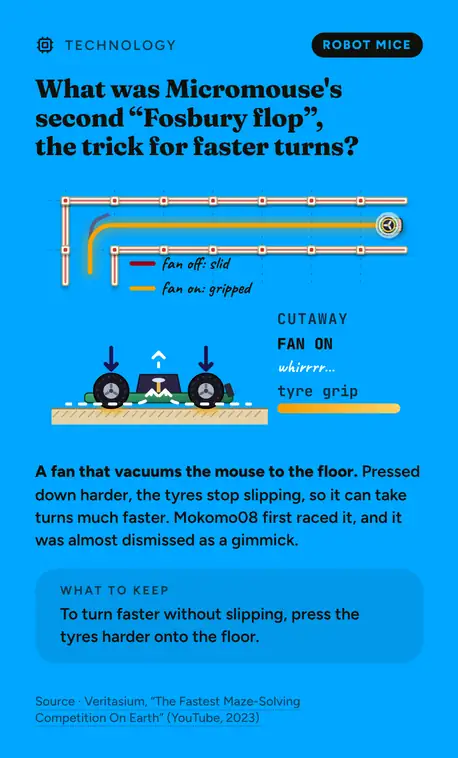 TECHNOLOGY
ROBOT MICE
What was Micromouse's
second “Fosbury flop”,
the trick for faster turns?
fan off: slid
fan on: gripped
CUTAWAY
FAN ON
whirrrr...
tyre grip
A fan that vacuums the mouse to the floor. Pressed
down harder, the tyres stop slipping, so it can take
turns much faster. Mokomo08 first raced it, and it
was almost dismissed as a gimmick.
WHAT TO KEEP
To turn faster without slipping, press the
tyres harder onto the floor.
Source · Veritasium, “The Fastest Maze-Solving
Competition On Earth” (YouTube, 2023)